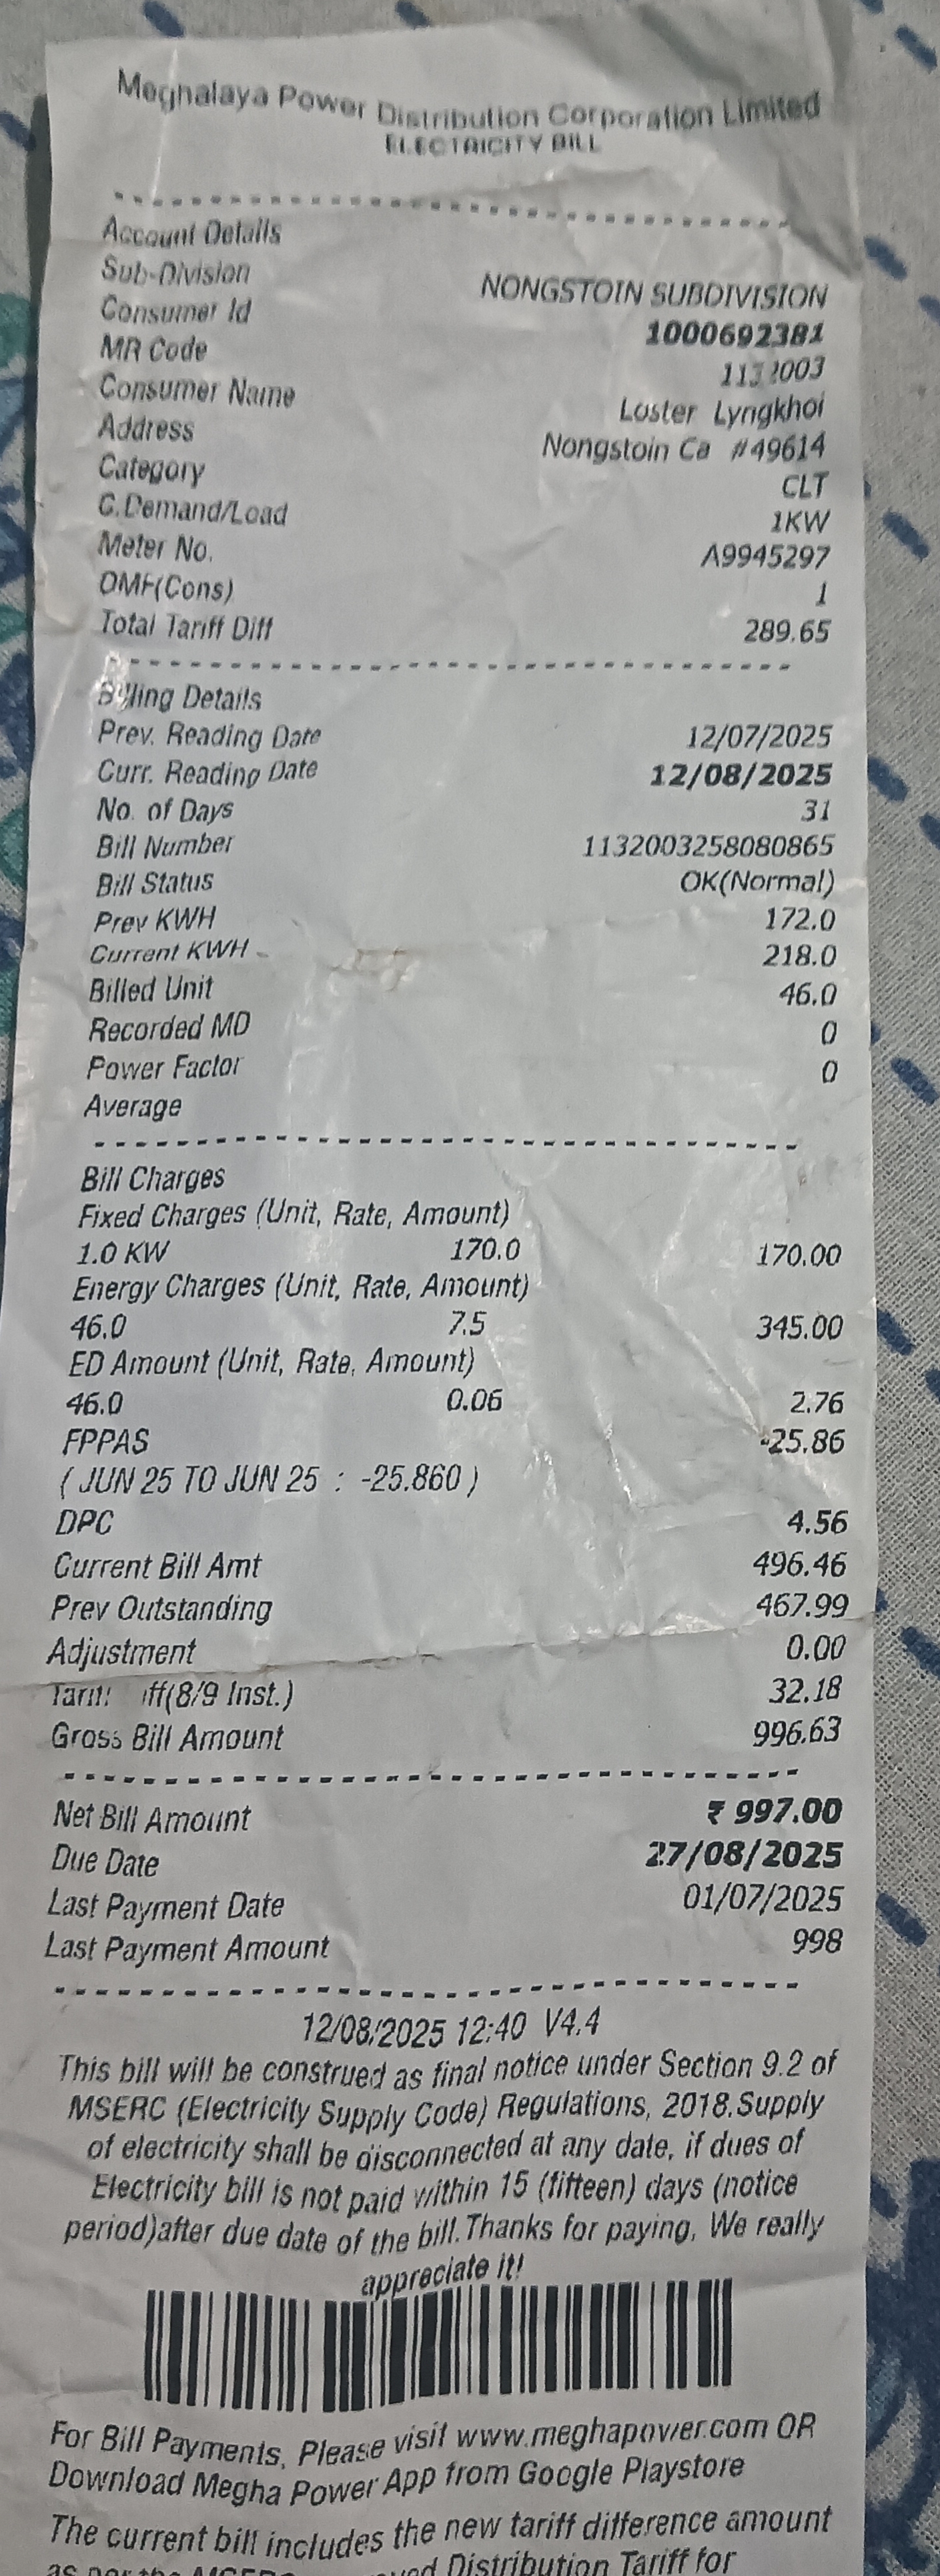 Meghalaya Power Distribution Corporation Limited
ELECTRICITY BILL
Account Details
Sub-Division NONGSTOIN SUBDIVISION
Consumer Id 1000692381
MR Code
Consumer Name Loster Lyngkhoi
Address Nongstoin Ca #49614
Category CLT
C.Demand/Load 1KW
Meter No. A9945297
OMF(Cons) 1
Total Tariff Diff 289.65
Billing Details
Prev. Reading Date 12/07/2025
Curr. Reading Date 12/08/2025
No. of Days 31
Bill Number 1132003258080865
Bill Status OK(Normal)
Prev KWH 172.0
Current KWH 218.0
Billed Unit 46.0
Recorded MD 0
Power Factor 0
Average
Bill Charges
Fixed Charges (Unit, Rate, Amount)
1.0 KW 170.0 170.00
Energy Charges (Unit, Rate, Amount)
46.0 7.5 345.00
ED Amount (Unit, Rate, Amount)
46.0 0.06 2.76
FPPAS -25.86
( JUN 25 TO JUN 25 : -25.860 )
DPC 4.56
Current Bill Amt 496.46
Prev Outstanding 467.99
Adjustment 0.00
(8/9 Inst.) 32.18
Gross Bill Amount 996.63
Net Bill Amount ₹ 997.00
Due Date 27/08/2025
Last Payment Date 01/07/2025
Last Payment Amount 998
12/08/2025 12:40 V4.4
This bill will be construed as final notice under Section 9.2 of
MSERC (Electricity Supply Code) Regulations, 2018.Supply
of electricity shall be disconnected at any date, if dues of
Electricity bill is not paid within 15 (fifteen) days (notice
period)after due date of the bill.Thanks for paying, We really
appreciate it!
For Bill Payments, Please visit www.meghapower.com OR
Download Megha Power App from Google Playstore
The current bill includes the new tariff difference amount
as per the Distribution Tariff for